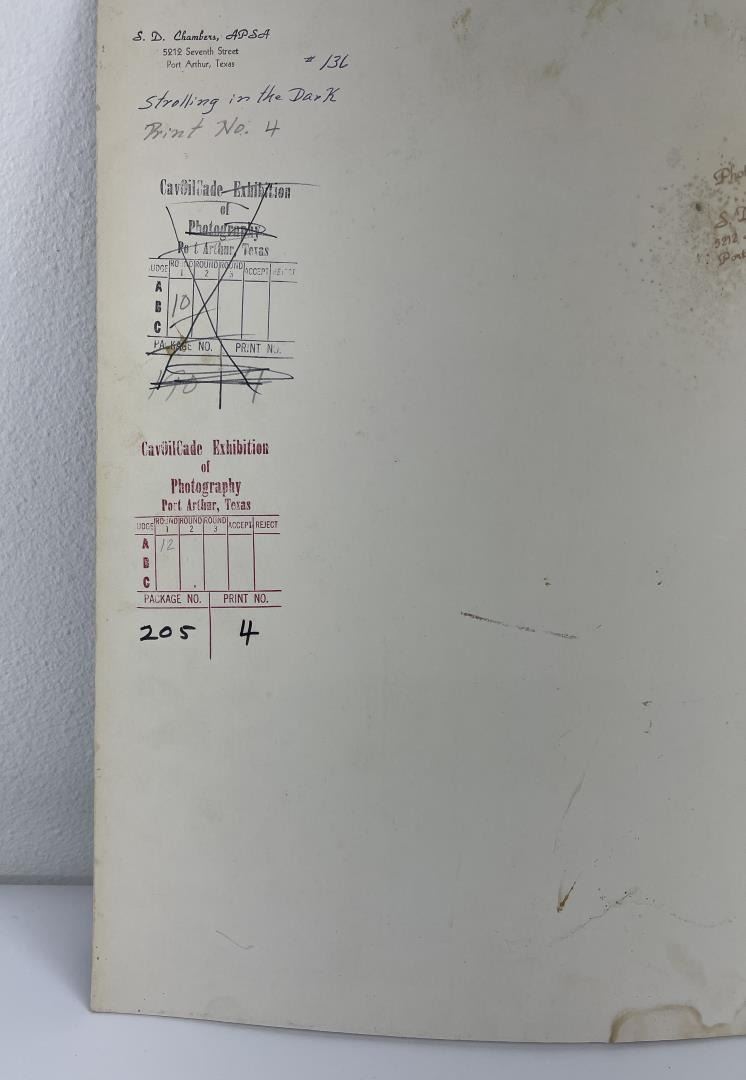 S. D. Chambers, APSA
5212 Seventh Street
Port Arthur, Texas
# 136
Strolling in the Dark
Print No. 4
CavOilCade Exhibition
of
Photography
Port Arthur, Texas
JUDGE ROUND 1 ROUND 2 ROUND 3 ACCEPT REJECT
A
B 10
C
PACKAGE NO. PRINT NO.
CavOilCade Exhibition
of
Photography
Port Arthur, Texas
JUDGE ROUND 1 ROUND 2 ROUND 3 ACCEPT REJECT
A 12
B
C
PACKAGE NO. PRINT NO.
205 4
Pho
S. D
5212
Port